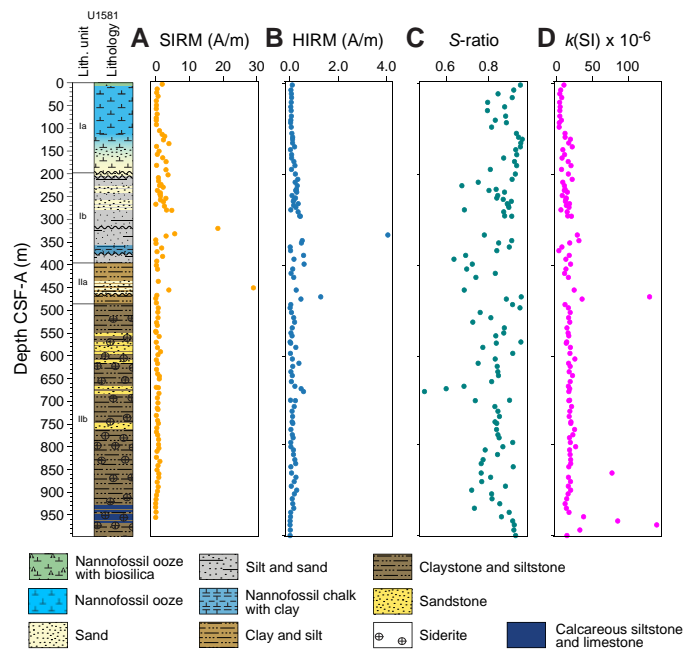 Lith. unit
U1581
Lithology
A SIRM (A/m)
B HIRM (A/m)
C S-ratio
D k(SI) x 10-6
0 10 20 30
0.0 2.0 4.0
0.6 0.8
0 50 100
Depth CSF-A (m)
0
50
100
150
200
250
300
350
400
450
500
550
600
650
700
750
800
850
900
950
Ia
Ib
IIa
IIb
Nannofossil ooze
with biosilica
Silt and sand
Claystone and siltstone
Nannofossil ooze
Nannofossil chalk
with clay
Sandstone
Sand
Clay and silt
Siderite
Calcareous siltstone
and limestone